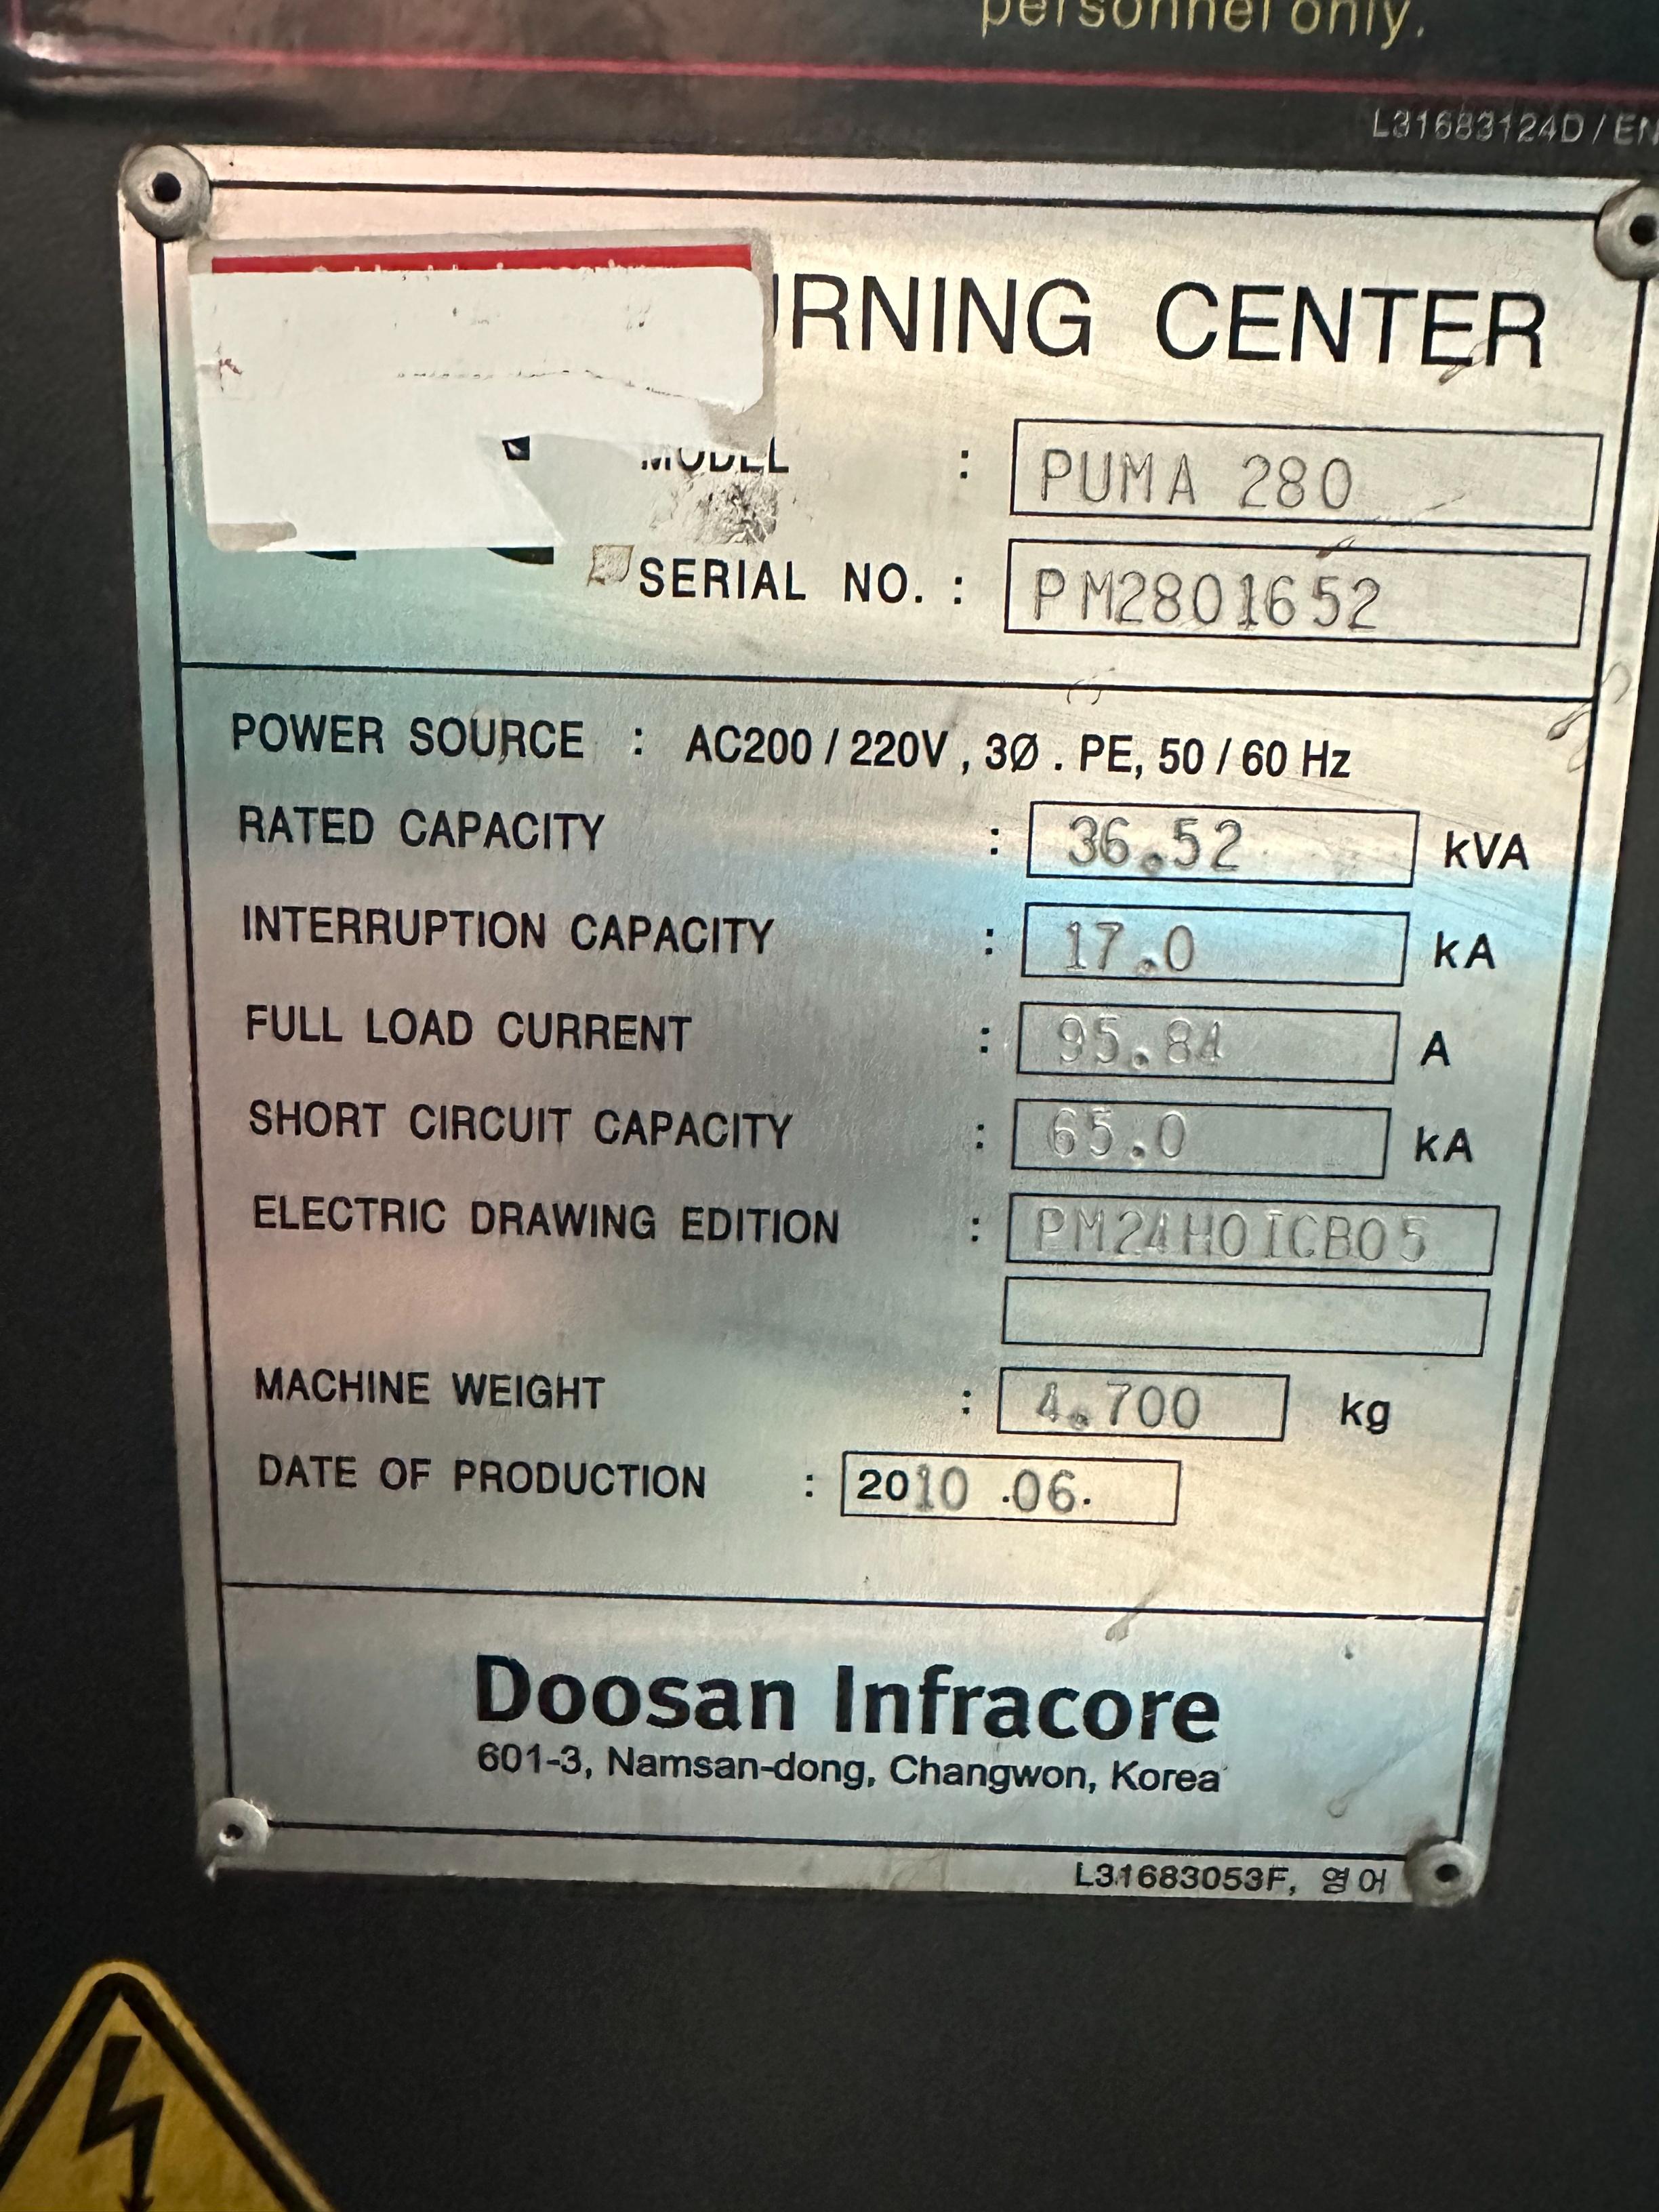 personnel only.
L31683124D / EN
URNING CENTER
MODEL : PUMA 280
SERIAL NO. : PM2801652
POWER SOURCE : AC200 / 220V , 3Ø . PE, 50 / 60 Hz
RATED CAPACITY : 36.52 kVA
INTERRUPTION CAPACITY : 17.0 kA
FULL LOAD CURRENT : 95.84 A
SHORT CIRCUIT CAPACITY : 65.0 kA
ELECTRIC DRAWING EDITION : PM24H0ICB05
MACHINE WEIGHT : 4.700 kg
DATE OF PRODUCTION : 2010 .06.
Doosan Infracore
601-3, Namsan-dong, Changwon, Korea
L31683053F, 영어